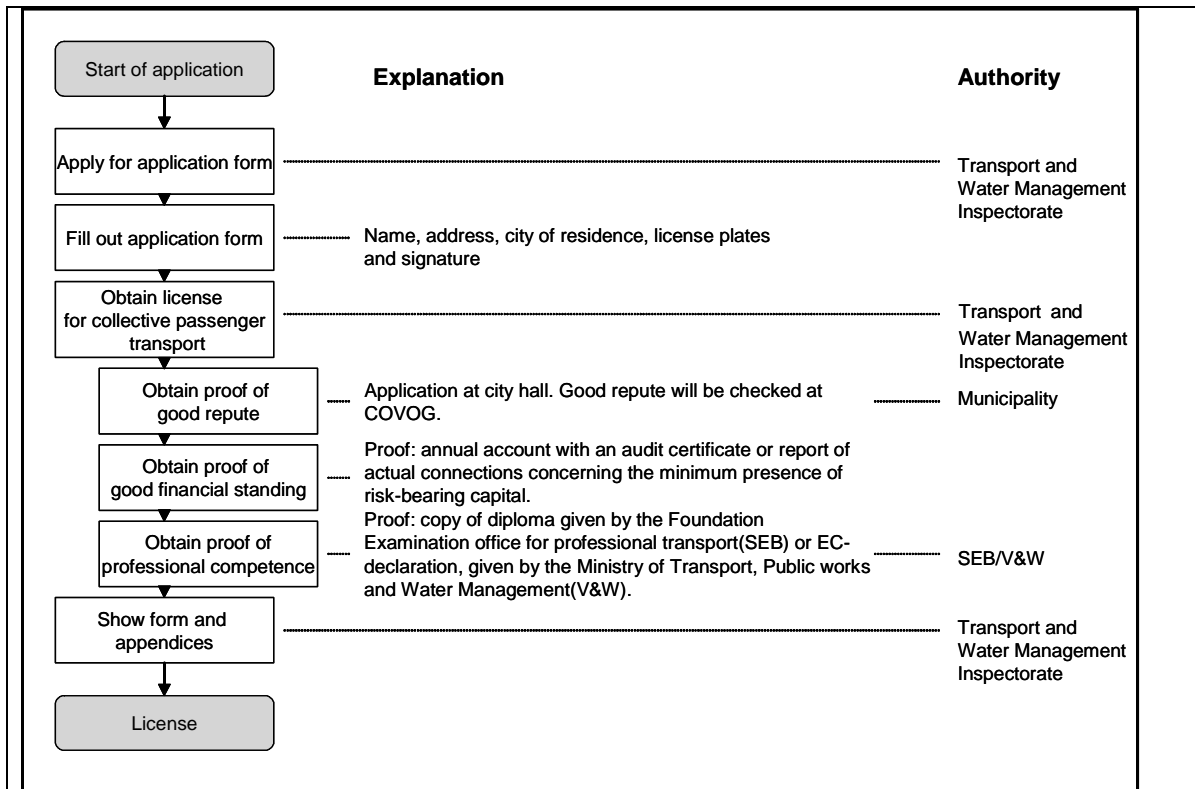 Start of application
Explanation
Authority
Apply for application form
Transport and
Water Management
Inspectorate
Fill out application form
Name, address, city of residence, license plates
and signature
Obtain license
for collective passenger
transport
Transport and
Water Management
Inspectorate
Obtain proof of
good repute
Application at city hall. Good repute will be checked at
COVOG.
Municipality
Obtain proof of
good financial standing
Proof: annual account with an audit certificate or report of
actual connections concerning the minimum presence of
risk-bearing capital.
Obtain proof of
professional competence
Proof: copy of diploma given by the Foundation
Examination office for professional transport(SEB) or EC-
declaration, given by the Ministry of Transport, Public works
and Water Management(V&W).
SEB/V&W
Show form and
appendices
Transport and
Water Management
Inspectorate
License